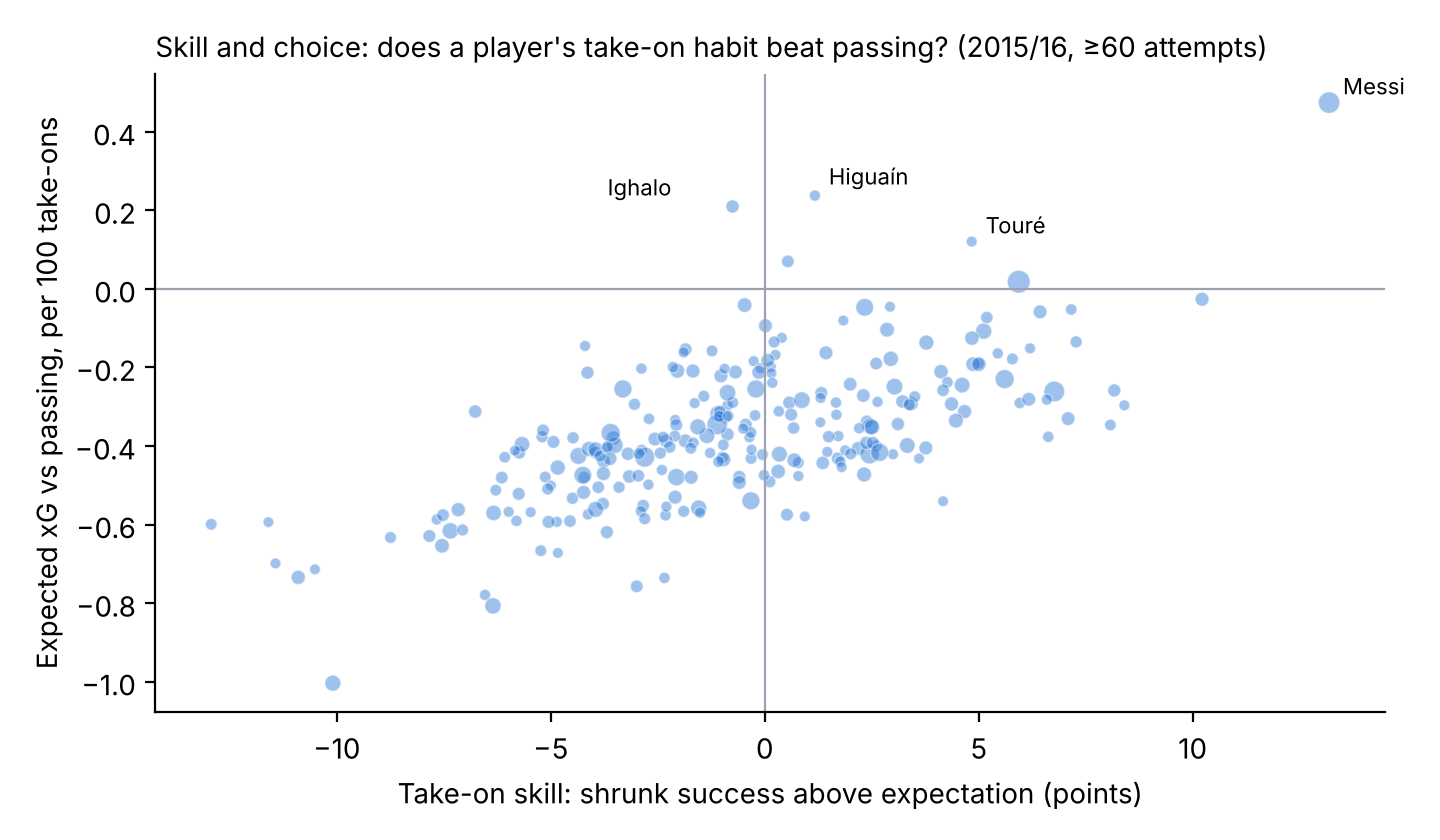 Skill and choice: does a player's take-on habit beat passing? (2015/16, ≥60 attempts)
Messi
Higuaín
Ighalo
Touré
Expected xG vs passing, per 100 take-ons
0.4
0.2
0.0
−0.2
−0.4
−0.6
−0.8
−1.0
−10
−5
0
5
10
Take-on skill: shrunk success above expectation (points)